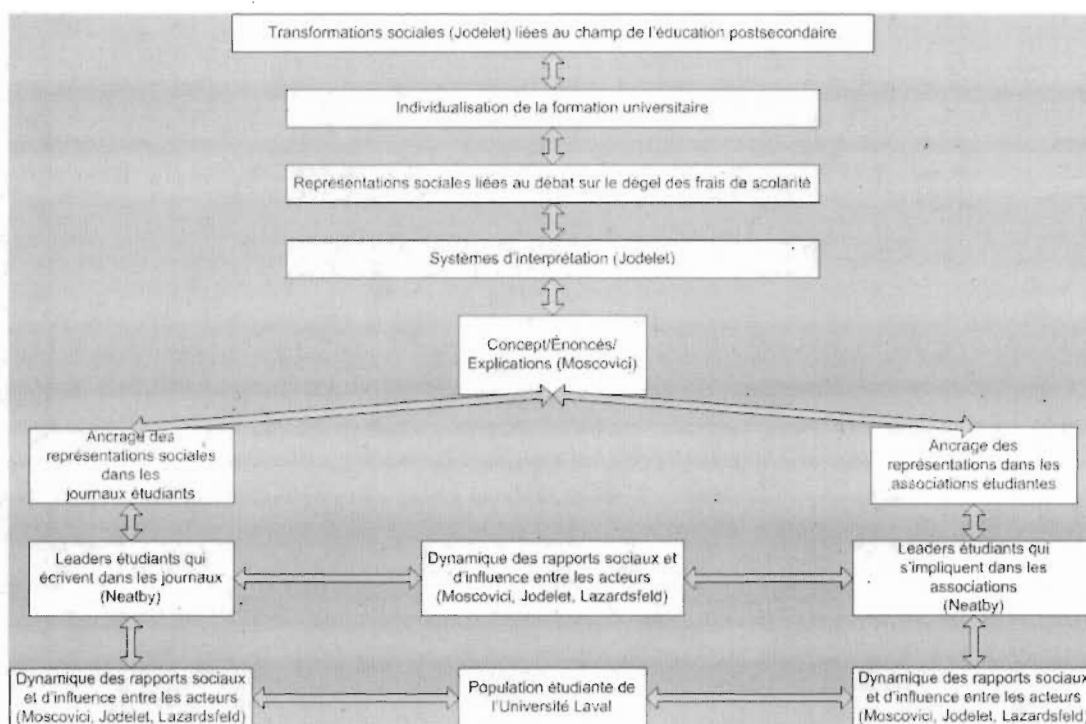 Transformations sociales (Jodelet) liées au champ de l'éducation postsecondaire
Individualisation de la formation universitaire
Représentations sociales liées au débat sur le dégel des frais de scolarité
Systèmes d'interprétation (Jodelet)
Concept/Énoncés/
Explications (Moscovici)
Ancrage des
représentations sociales
dans les
journaux étudiants
Ancrage des
représentations dans les
associations étudiantes
Leaders étudiants qui
écrivent dans les journaux
(Neatby)
Dynamique des rapports sociaux et
d'influence entre les acteurs
(Moscovici, Jodelet, Lazardsfeld)
Leaders étudiants qui
s'impliquent dans les
associations
(Neatby)
Dynamique des rapports sociaux
et d'influence entre les acteurs
(Moscovici, Jodelet, Lazardsfeld)
Population étudiante de
l'Université Laval
Dynamique des rapports sociaux
et d'influence entre les acteurs
(Moscovici, Jodelet, Lazardsfeld)